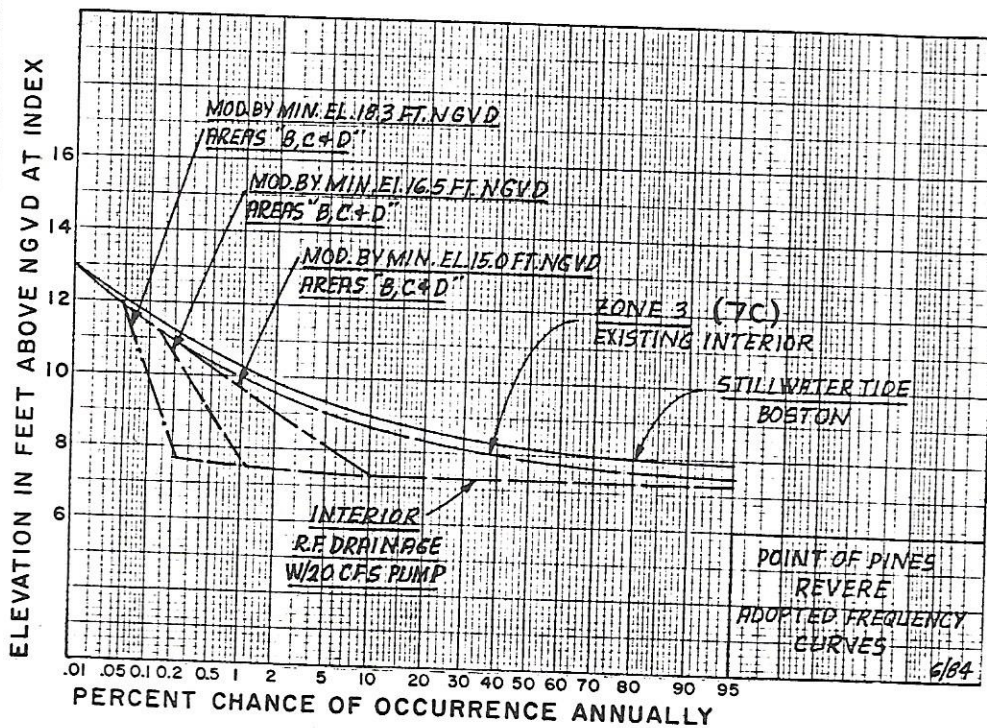 ELEVATION IN FEET ABOVE NGVD AT INDEX
16
14
12
10
8
6
MOD. BY MIN. EL. 18.3 FT. NGVD
AREAS "B, C & D"
MOD. BY MIN. El. 16.5 FT. NGVD
AREAS "B, C & D"
MOD. BY MIN. EL. 15.0 FT. NGVD
AREAS "B, C & D"
ZONE 3 (7C)
EXISTING INTERIOR
STILLWATER TIDE
BOSTON
INTERIOR
R.F. DRAINAGE
W/20 CFS PUMP
POINT OF PINES
REVERE
ADOPTED FREQUENCY
CURVES
6/84
.01 .05 0.1 0.2 0.5 1 2 5 10 20 30 40 50 60 70 80 90 95
PERCENT CHANCE OF OCCURRENCE ANNUALLY